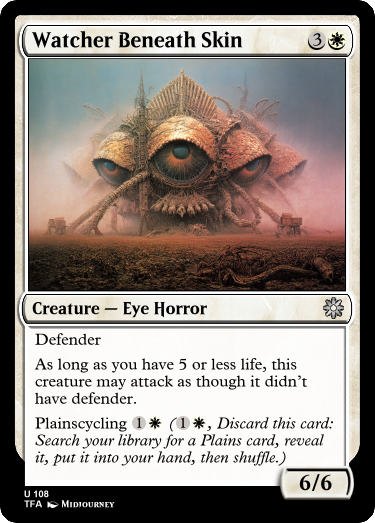 Watcher Beneath Skin 3
Creature — Eye Horror
Defender
As long as you have 5 or less life, this
creature may attack as though it didn't
have defender.
Plainscycling 1 (1, Discard this card:
Search your library for a Plains card, reveal
it, put it into your hand, then shuffle.)
6/6
U 108
TFA Midjourney